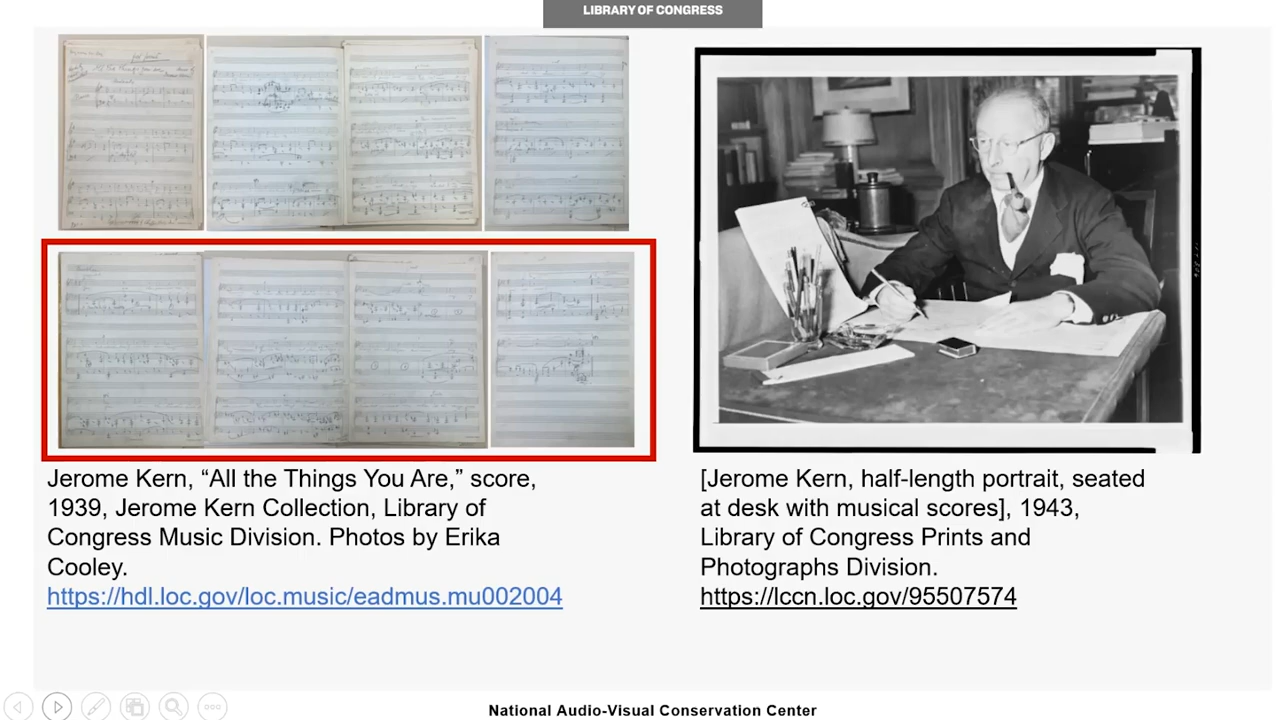 LIBRARY OF CONGRESS
Jerome Kern, “All the Things You Are,” score,
1939, Jerome Kern Collection, Library of
Congress Music Division. Photos by Erika
Cooley.
https://hdl.loc.gov/loc.music/eadmus.mu002004
[Jerome Kern, half-length portrait, seated
at desk with musical scores], 1943,
Library of Congress Prints and
Photographs Division.
https://lccn.loc.gov/95507574
National Audio-Visual Conservation Center